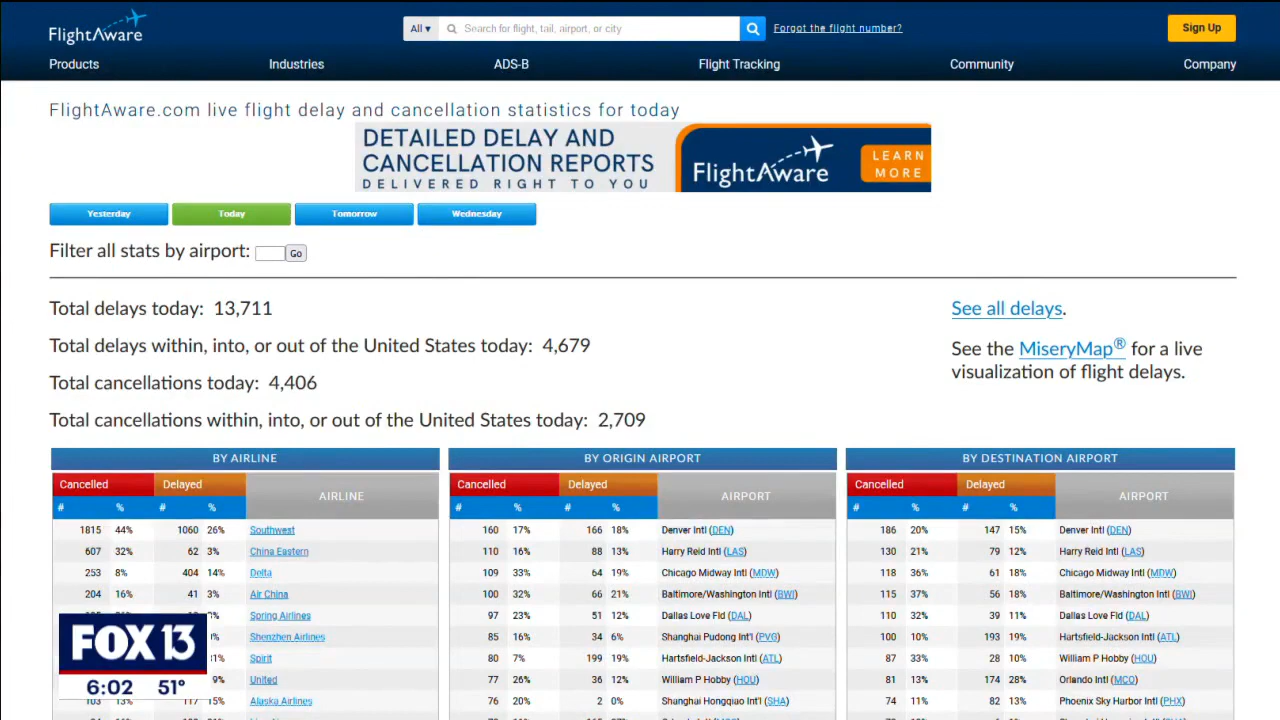 FlightAware
All ▾
Search for flight, tail, airport, or city
Forgot the flight number?
Sign Up
Products Industries ADS-B Flight Tracking Community Company
FlightAware.com live flight delay and cancellation statistics for today
DETAILED DELAY AND
CANCELLATION REPORTS
DELIVERED RIGHT TO YOU
FlightAware
LEARN
MORE
Yesterday Today Tomorrow Wednesday
Filter all stats by airport: Go
Total delays today: 13,711
Total delays within, into, or out of the United States today: 4,679
Total cancellations today: 4,406
Total cancellations within, into, or out of the United States today: 2,709
See all delays.
See the MiseryMap® for a live
visualization of flight delays.
BY AIRLINE
Cancelled Delayed AIRLINE
# % # %
1815 44% 1060 26% Southwest
607 32% 62 3% China Eastern
253 8% 404 14% Delta
204 16% 41 3% Air China
Spring Airlines
Shenzhen Airlines
Spirit
United
103 13% 117 15% Alaska Airlines
BY ORIGIN AIRPORT
Cancelled Delayed AIRPORT
# % # %
160 17% 166 18% Denver Intl (DEN)
110 16% 88 13% Harry Reid Intl (LAS)
109 33% 64 19% Chicago Midway Intl (MDW)
100 32% 66 21% Baltimore/Washington Intl (BWI)
97 23% 51 12% Dallas Love Fld (DAL)
85 16% 34 6% Shanghai Pudong Int'l (PVG)
80 7% 199 19% Hartsfield-Jackson Intl (ATL)
77 26% 36 12% William P Hobby (HOU)
76 20% 2 0% Shanghai Hongqiao Int'l (SHA)
BY DESTINATION AIRPORT
Cancelled Delayed AIRPORT
# % # %
186 20% 147 15% Denver Intl (DEN)
130 21% 79 12% Harry Reid Intl (LAS)
118 36% 61 18% Chicago Midway Intl (MDW)
115 37% 56 18% Baltimore/Washington Intl (BWI)
110 32% 39 11% Dallas Love Fld (DAL)
100 10% 193 19% Hartsfield-Jackson Intl (ATL)
87 33% 28 10% William P Hobby (HOU)
81 13% 174 28% Orlando Intl (MCO)
74 11% 82 13% Phoenix Sky Harbor Intl (PHX)
FOX 13
6:02 51°